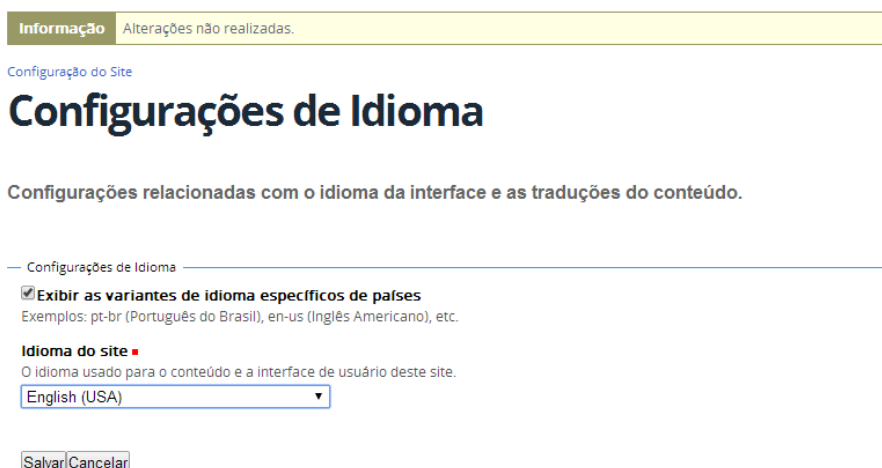 Informação Alterações não realizadas.
Configuração do Site
Configurações de Idioma
Configurações relacionadas com o idioma da interface e as traduções do conteúdo.
Configurações de Idioma
Exibir as variantes de idioma específicos de países
Exemplos: pt-br (Português do Brasil), en-us (Inglês Americano), etc.
Idioma do site
O idioma usado para o conteúdo e a interface de usuário deste site.
English (USA)
Salvar Cancelar